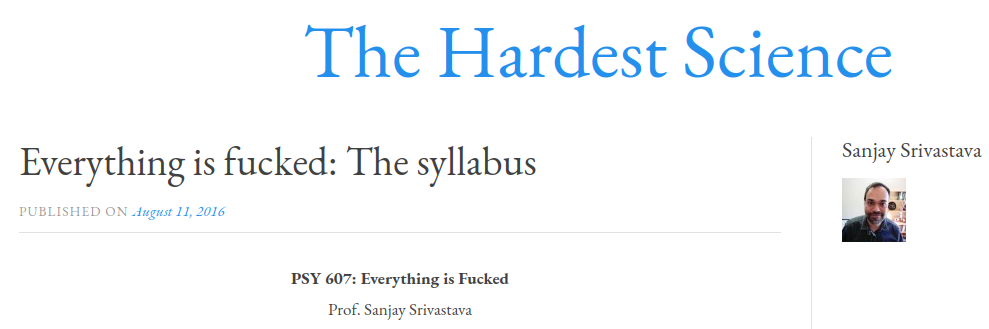 The Hardest Science
Everything is fucked: The syllabus
PUBLISHED ON August 11, 2016
PSY 607: Everything is Fucked
Prof. Sanjay Srivastava
Sanjay Srivastava